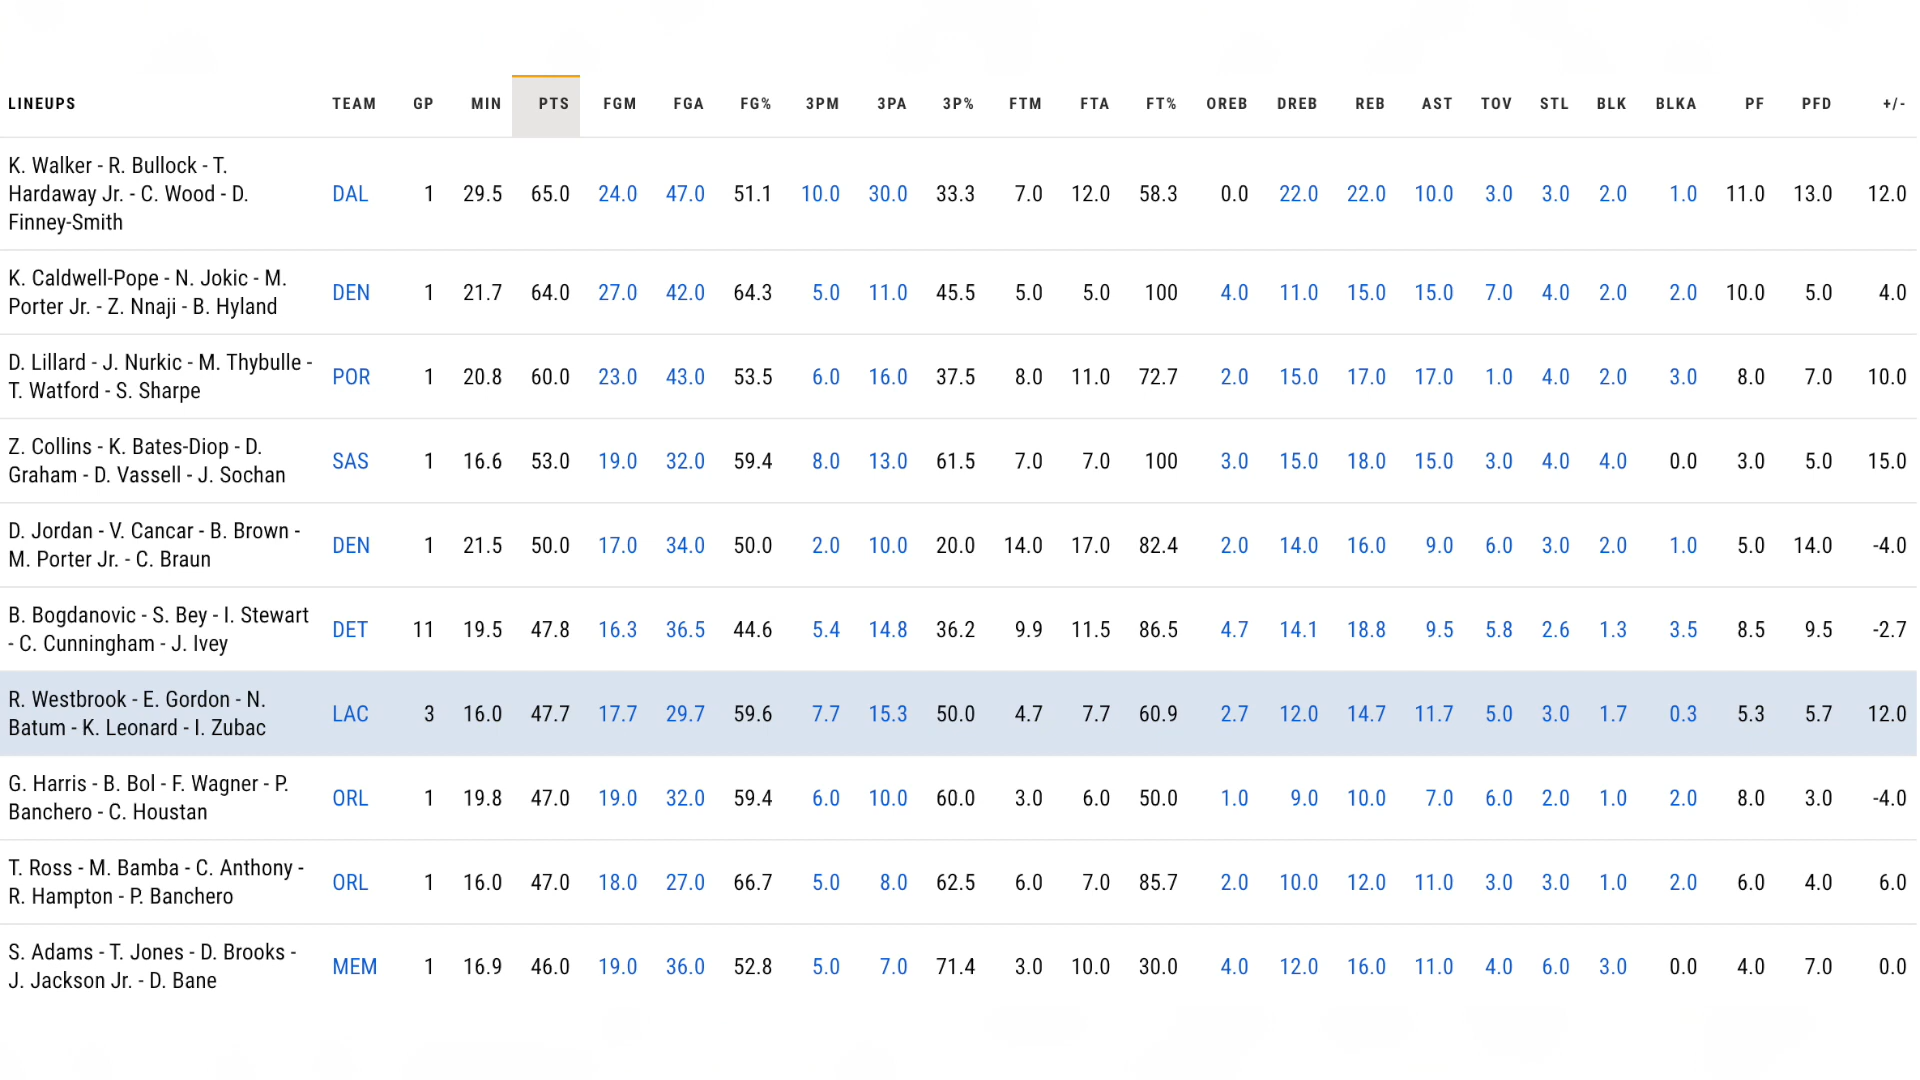 LINEUPS TEAM GP MIN PTS FGM FGA FG% 3PM 3PA 3P% FTM FTA FT% OREB DREB REB AST TOV STL BLK BLKA PF PFD +/-
K. Walker - R. Bullock - T.
Hardaway Jr. - C. Wood - D. DAL 1 29.5 65.0 24.0 47.0 51.1 10.0 30.0 33.3 7.0 12.0 58.3 0.0 22.0 22.0 10.0 3.0 3.0 2.0 1.0 11.0 13.0 12.0
Finney-Smith
K. Caldwell-Pope - N. Jokic - M.
Porter Jr. - Z. Nnaji - B. Hyland DEN 1 21.7 64.0 27.0 42.0 64.3 5.0 11.0 45.5 5.0 5.0 100 4.0 11.0 15.0 15.0 7.0 4.0 2.0 2.0 10.0 5.0 4.0
D. Lillard - J. Nurkic - M. Thybulle -
T. Watford - S. Sharpe POR 1 20.8 60.0 23.0 43.0 53.5 6.0 16.0 37.5 8.0 11.0 72.7 2.0 15.0 17.0 17.0 1.0 4.0 2.0 3.0 8.0 7.0 10.0
Z. Collins - K. Bates-Diop - D.
Graham - D. Vassell - J. Sochan SAS 1 16.6 53.0 19.0 32.0 59.4 8.0 13.0 61.5 7.0 7.0 100 3.0 15.0 18.0 15.0 3.0 4.0 4.0 0.0 3.0 5.0 15.0
D. Jordan - V. Cancar - B. Brown -
M. Porter Jr. - C. Braun DEN 1 21.5 50.0 17.0 34.0 50.0 2.0 10.0 20.0 14.0 17.0 82.4 2.0 14.0 16.0 9.0 6.0 3.0 2.0 1.0 5.0 14.0 -4.0
B. Bogdanovic - S. Bey - I. Stewart
- C. Cunningham - J. Ivey DET 11 19.5 47.8 16.3 36.5 44.6 5.4 14.8 36.2 9.9 11.5 86.5 4.7 14.1 18.8 9.5 5.8 2.6 1.3 3.5 8.5 9.5 -2.7
R. Westbrook - E. Gordon - N.
Batum - K. Leonard - I. Zubac LAC 3 16.0 47.7 17.7 29.7 59.6 7.7 15.3 50.0 4.7 7.7 60.9 2.7 12.0 14.7 11.7 5.0 3.0 1.7 0.3 5.3 5.7 12.0
G. Harris - B. Bol - F. Wagner - P.
Banchero - C. Houstan ORL 1 19.8 47.0 19.0 32.0 59.4 6.0 10.0 60.0 3.0 6.0 50.0 1.0 9.0 10.0 7.0 6.0 2.0 1.0 2.0 8.0 3.0 -4.0
T. Ross - M. Bamba - C. Anthony -
R. Hampton - P. Banchero ORL 1 16.0 47.0 18.0 27.0 66.7 5.0 8.0 62.5 6.0 7.0 85.7 2.0 10.0 12.0 11.0 3.0 3.0 1.0 2.0 6.0 4.0 6.0
S. Adams - T. Jones - D. Brooks -
J. Jackson Jr. - D. Bane MEM 1 16.9 46.0 19.0 36.0 52.8 5.0 7.0 71.4 3.0 10.0 30.0 4.0 12.0 16.0 11.0 4.0 6.0 3.0 0.0 4.0 7.0 0.0